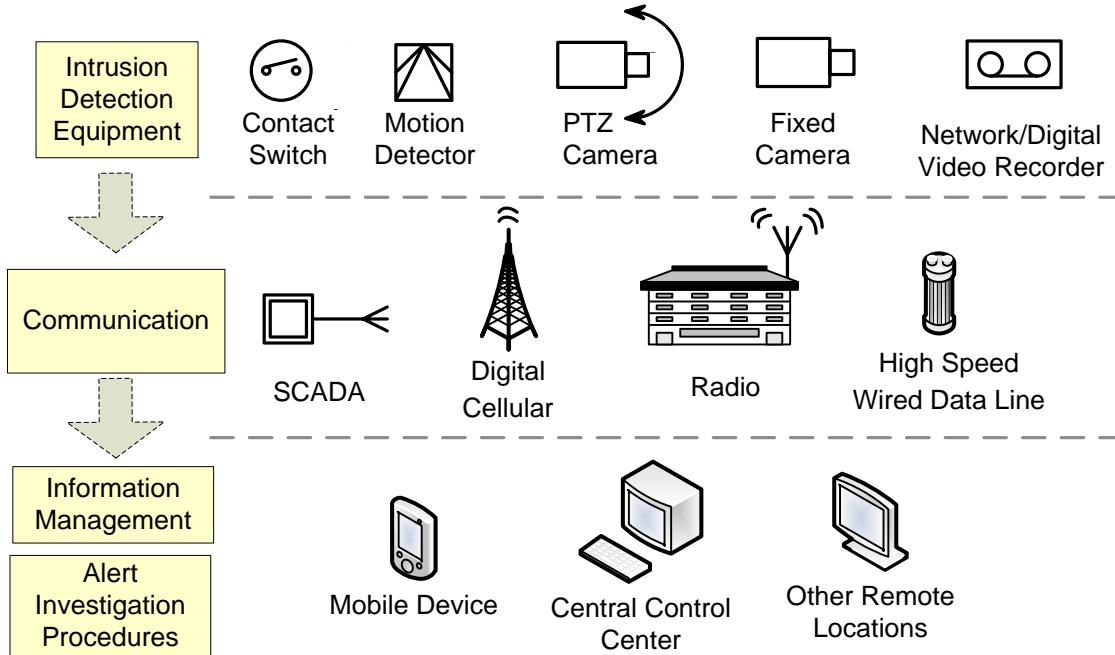 Intrusion
Detection
Equipment
Contact
Switch
Motion
Detector
PTZ
Camera
Fixed
Camera
Network/Digital
Video Recorder
Communication
SCADA
Digital
Cellular
Radio
High Speed
Wired Data Line
Information
Management
Alert
Investigation
Procedures
Mobile Device
Central Control
Center
Other Remote
Locations